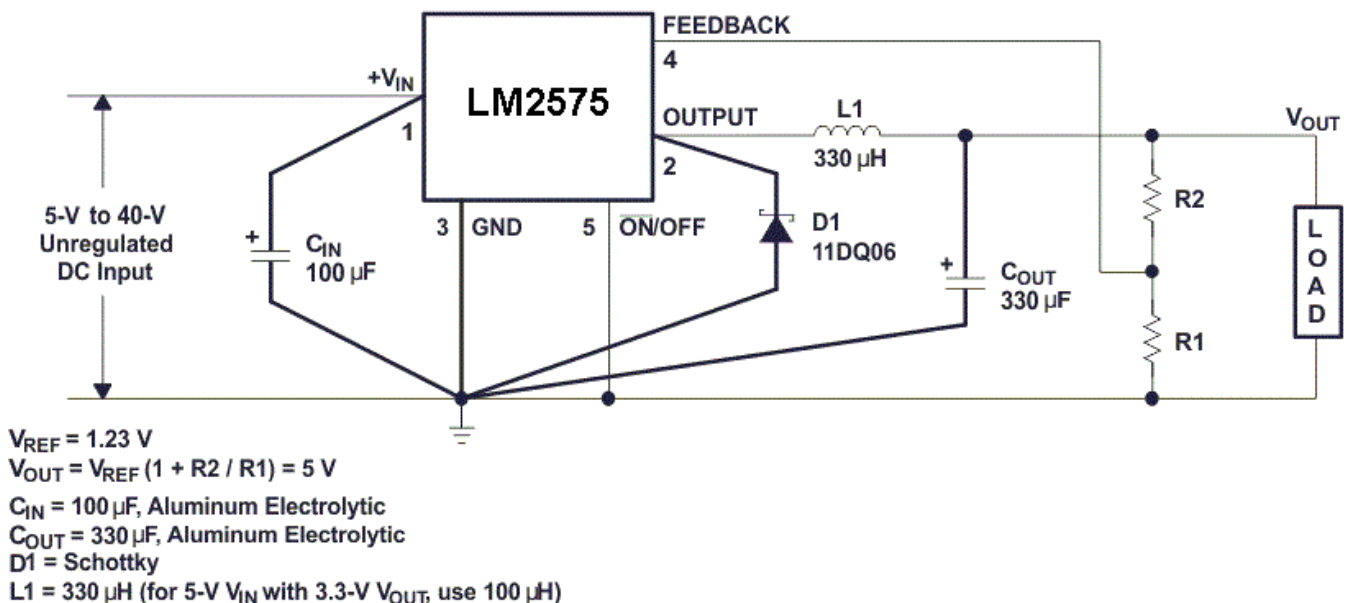 FEEDBACK
4
+VIN
1
LM2575
OUTPUT
2
L1
330 µH
VOUT
5-V to 40-V
Unregulated
DC Input
+
CIN
100 µF
3
GND
5
ON/OFF
D1
11DQ06
+
COUT
330 µF
R2
R1
L
O
A
D
VREF = 1.23 V
VOUT = VREF (1 + R2 / R1) = 5 V
CIN = 100 µF, Aluminum Electrolytic
COUT = 330 µF, Aluminum Electrolytic
D1 = Schottky
L1 = 330 µH (for 5-V VIN with 3.3-V VOUT, use 100 µH)